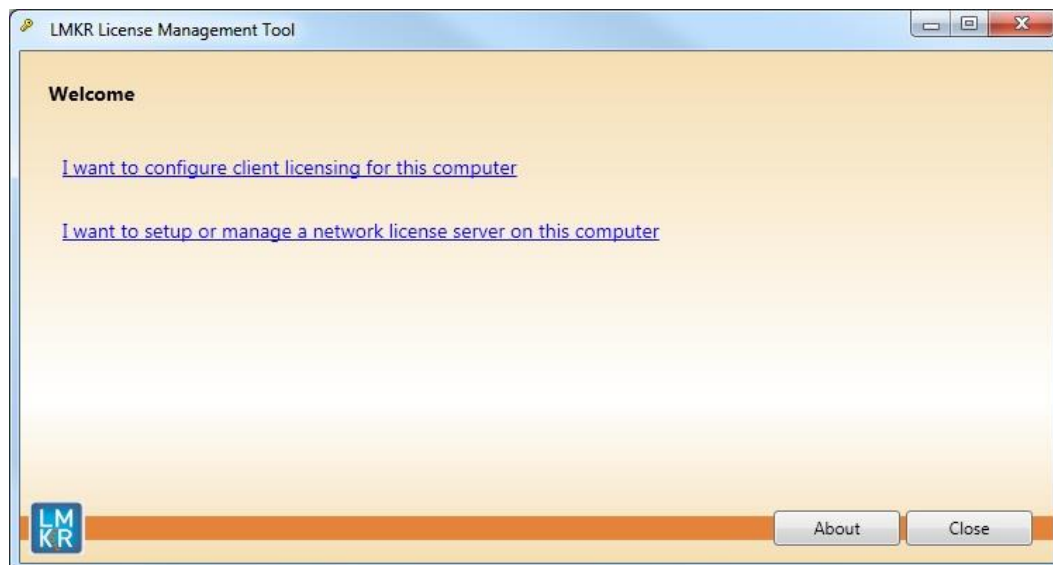 LMKR License Management Tool
Welcome
I want to configure client licensing for this computer
I want to setup or manage a network license server on this computer
LM
KR
About
Close